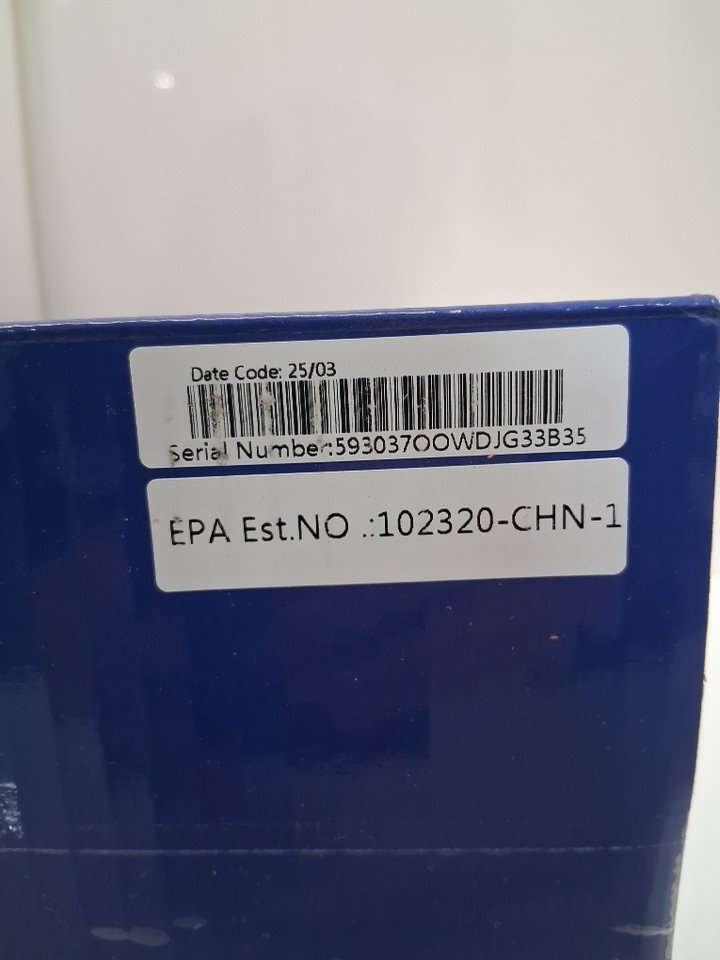 Date Code: 25/03
Serial Number:593037OOWDJG33B35
EPA Est.NO .:102320-CHN-1